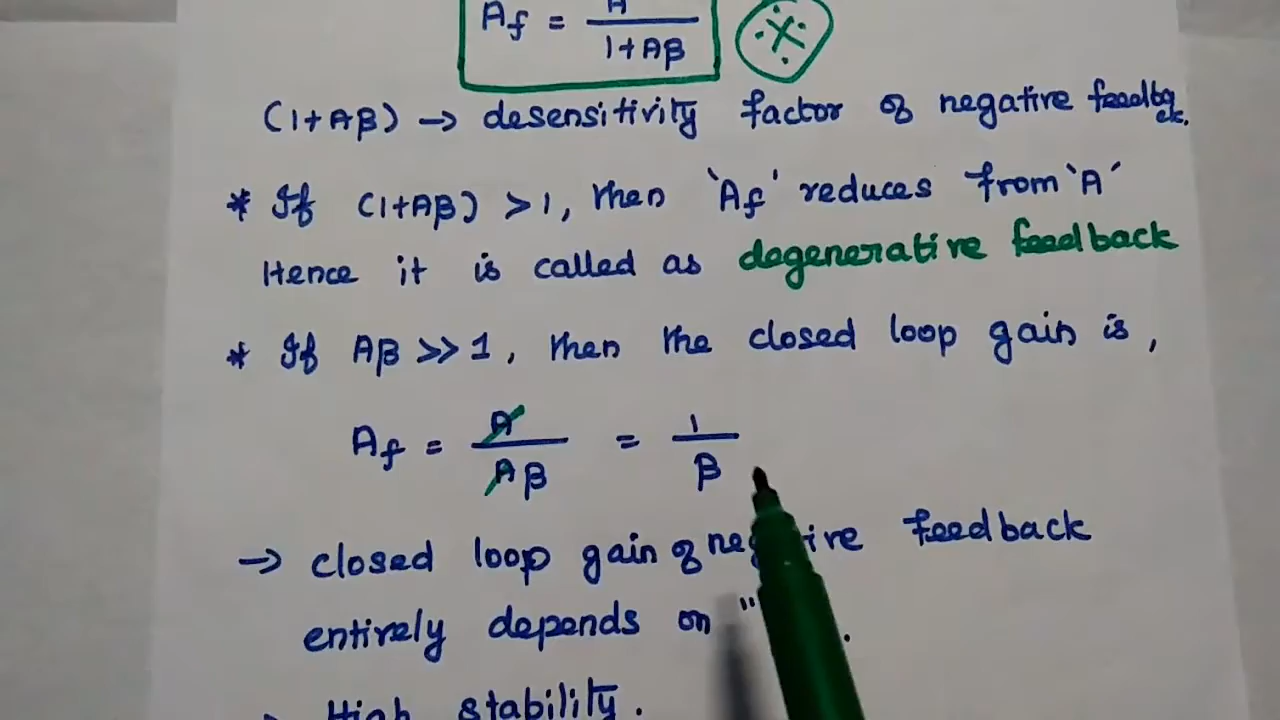 Af = A / 1+Aβ
(1+Aβ) → desensitivity factor of negative feedback.
* If (1+Aβ) >1, then 'Af' reduces from 'A'
Hence it is called as degenerative feedback
* If Aβ >> 1, then the closed loop gain is,
Af = A / Aβ = 1 / β
→ closed loop gain of feedback
entirely depends on
→ High stability.